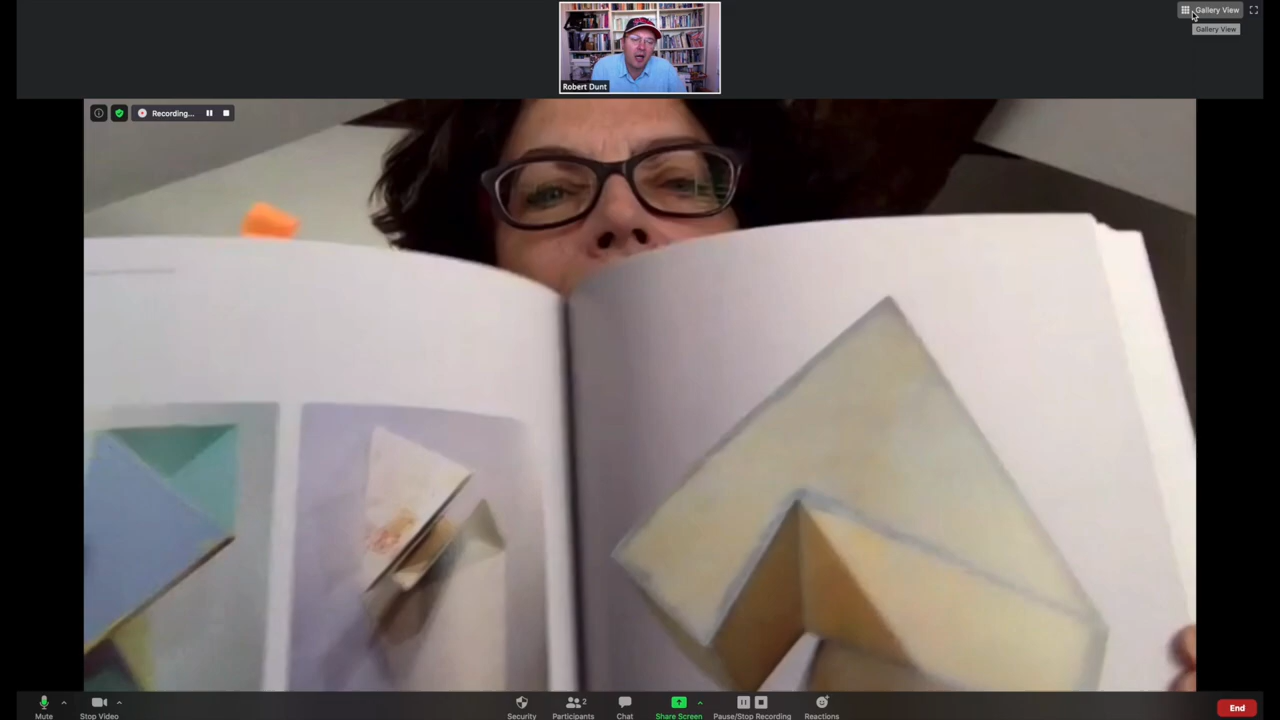 Gallery View
Gallery View
Robert Dunt
Recording...
Mute
Stop Video
Security
Participants
2
Chat
Share Screen
Pause/Stop Recording
Reactions
End